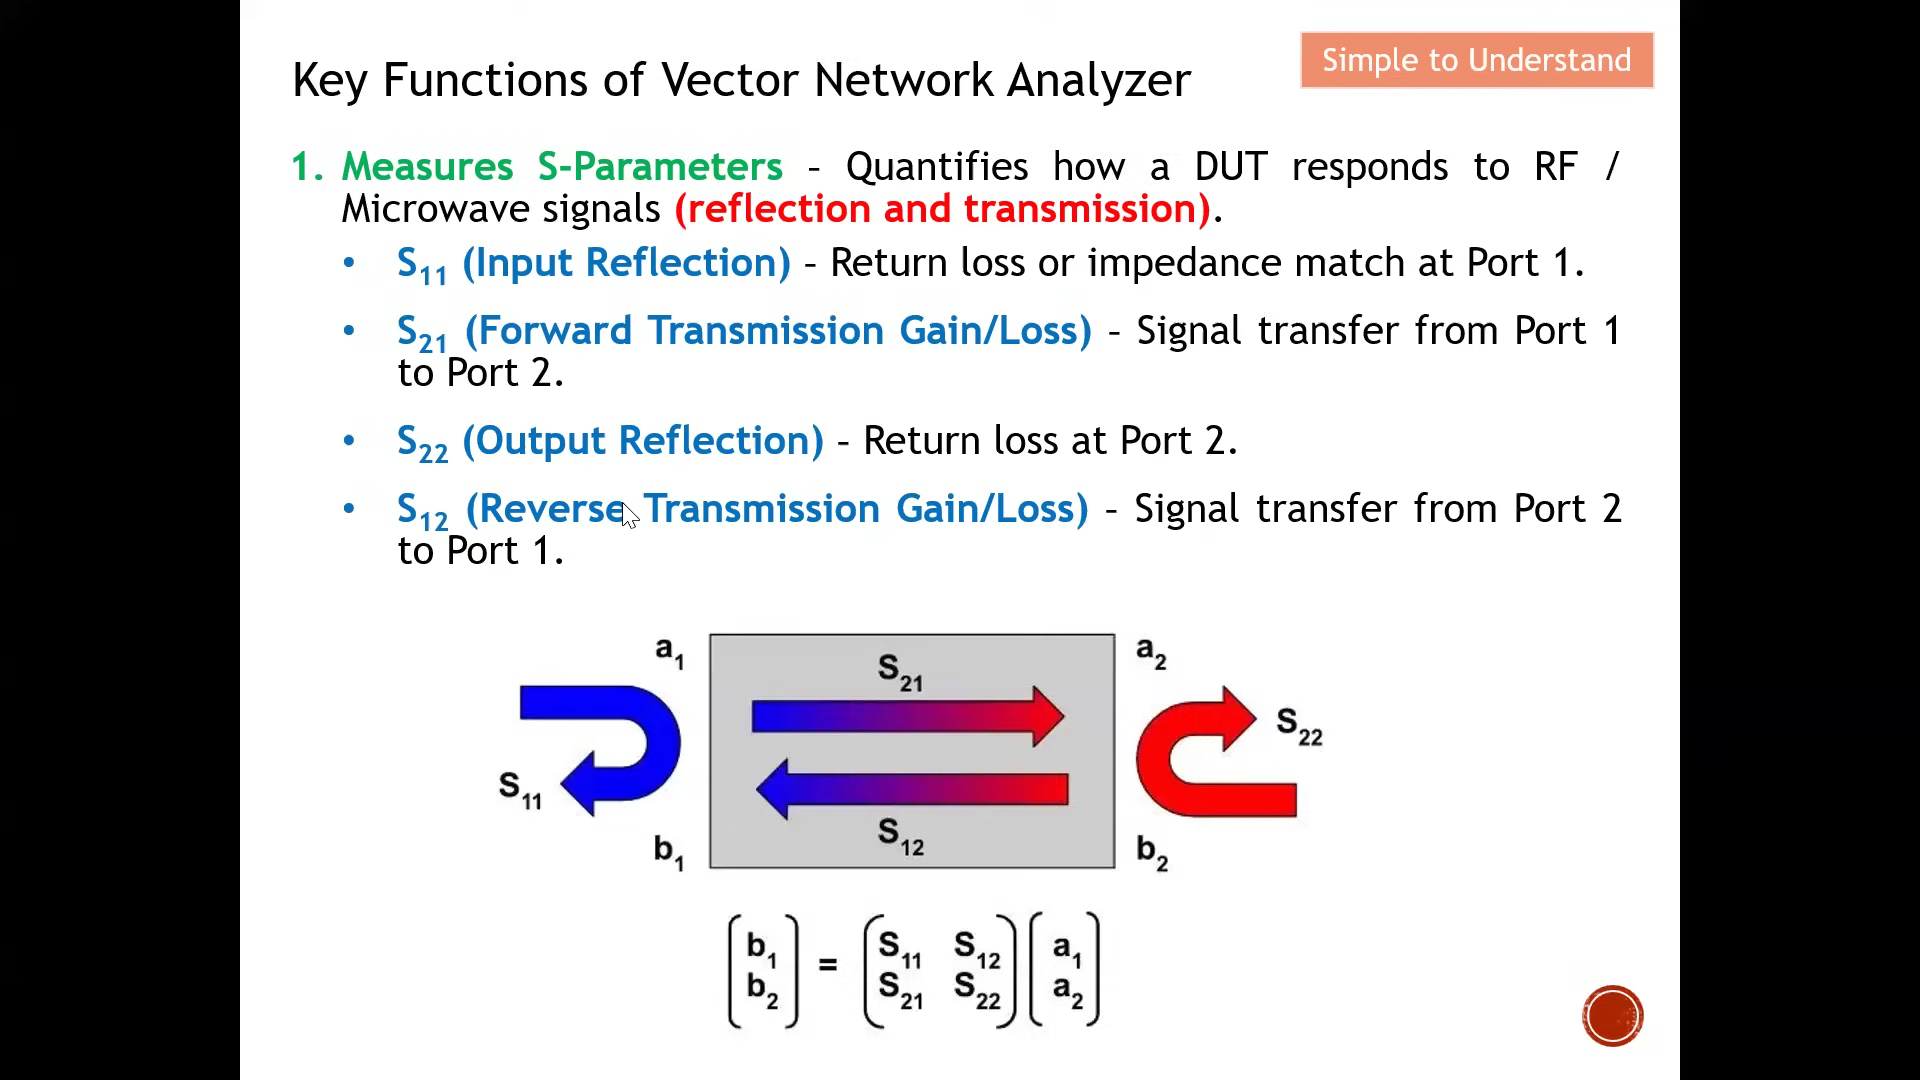 Simple to Understand
Key Functions of Vector Network Analyzer
1. Measures S-Parameters – Quantifies how a DUT responds to RF /
Microwave signals (reflection and transmission).
• S11 (Input Reflection) – Return loss or impedance match at Port 1.
• S21 (Forward Transmission Gain/Loss) – Signal transfer from Port 1
to Port 2.
• S22 (Output Reflection) – Return loss at Port 2.
• S12 (Reverse Transmission Gain/Loss) – Signal transfer from Port 2
to Port 1.
a1 S21 a2
S22
S11
b1 S12 b2
b1 = S11 S12 a1
b2 S21 S22 a2